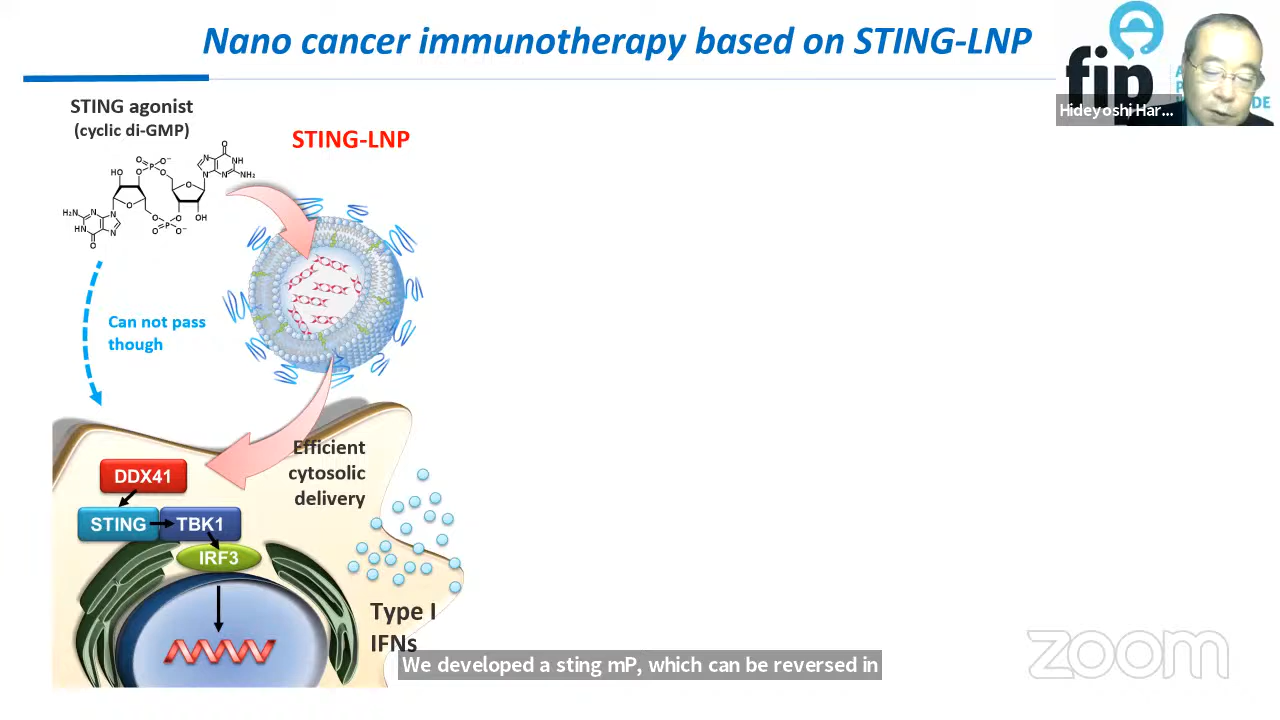 Nano cancer immunotherapy based on STING-LNP
fip
DE
Hideyoshi Har...
STING agonist
(cyclic di-GMP)
STING-LNP
Can not pass
though
Efficient
cytosolic
delivery
DDX41
STING
TBK1
IRF3
Type I
IFNs
We developed a sting mP, which can be reversed in
zoom